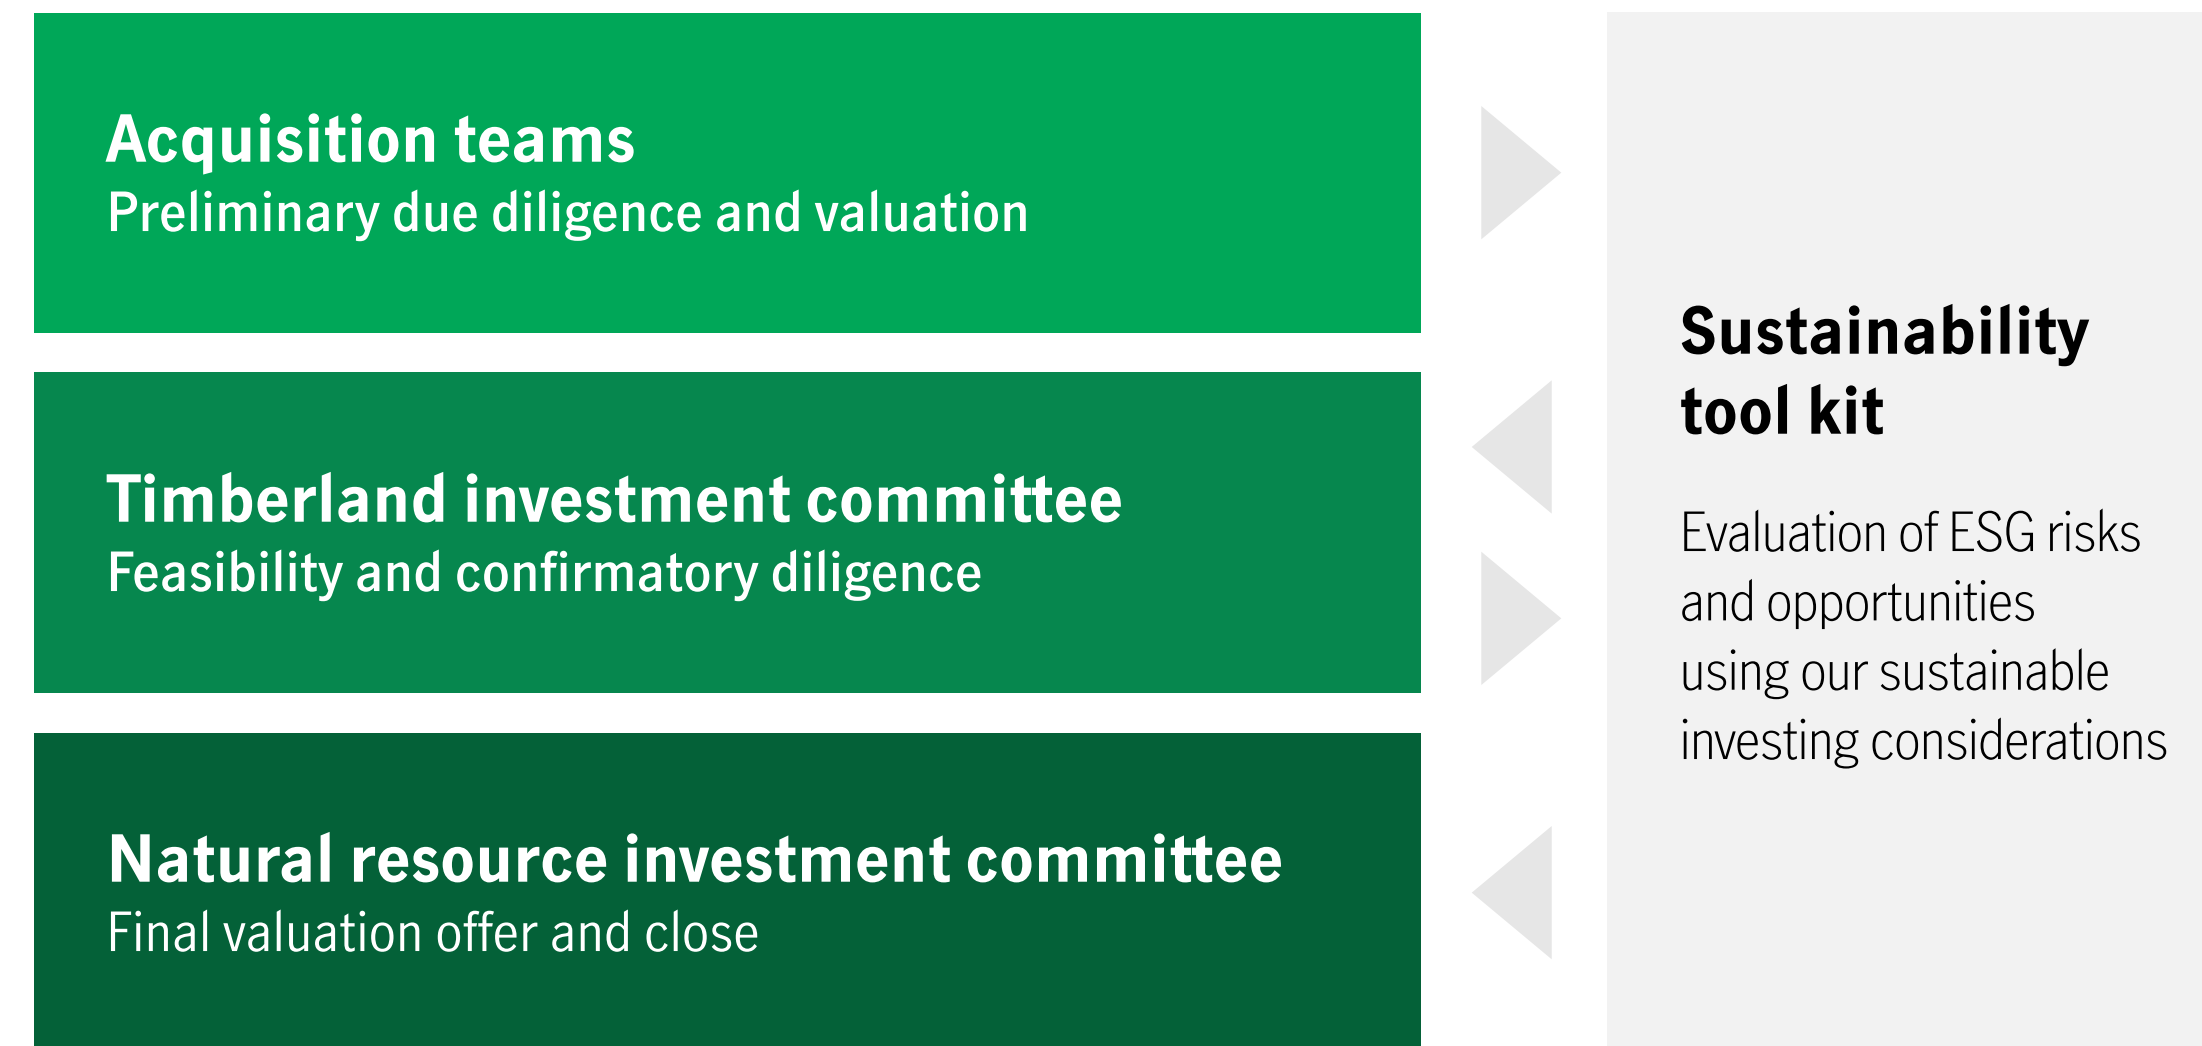 Acquisition teams
Preliminary due diligence and valuation
Timberland investment committee
Feasibility and confirmatory diligence
Natural resource investment committee
Final valuation offer and close
Sustainability
tool kit
Evaluation of ESG risks
and opportunities
using our sustainable
investing considerations